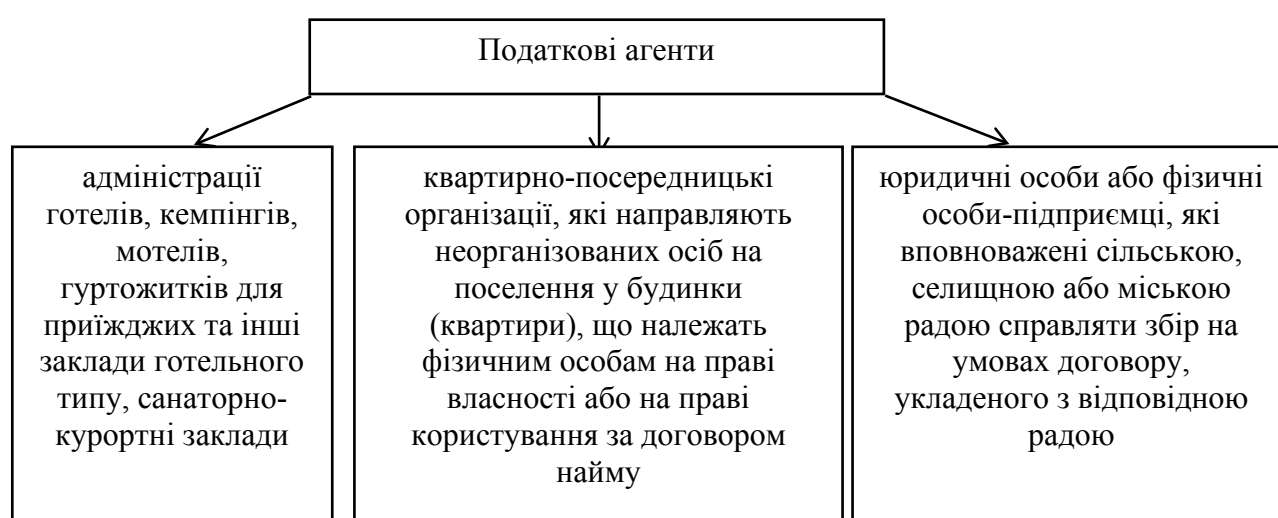 Податкові агенти
адміністрації
готелів, кемпінгів,
мотелів,
гуртожитків для
приїжджих та інші
заклади готельного
типу, санаторно-
курортні заклади
квартирно-посередницькі
організації, які направляють
неорганізованих осіб на
поселення у будинки
(квартири), що належать
фізичним особам на праві
власності або на праві
користування за договором
найму
юридичні особи або фізичні
особи-підприємці, які
вповноважені сільською,
селищною або міською
радою справляти збір на
умовах договору,
укладеного з відповідною
радою